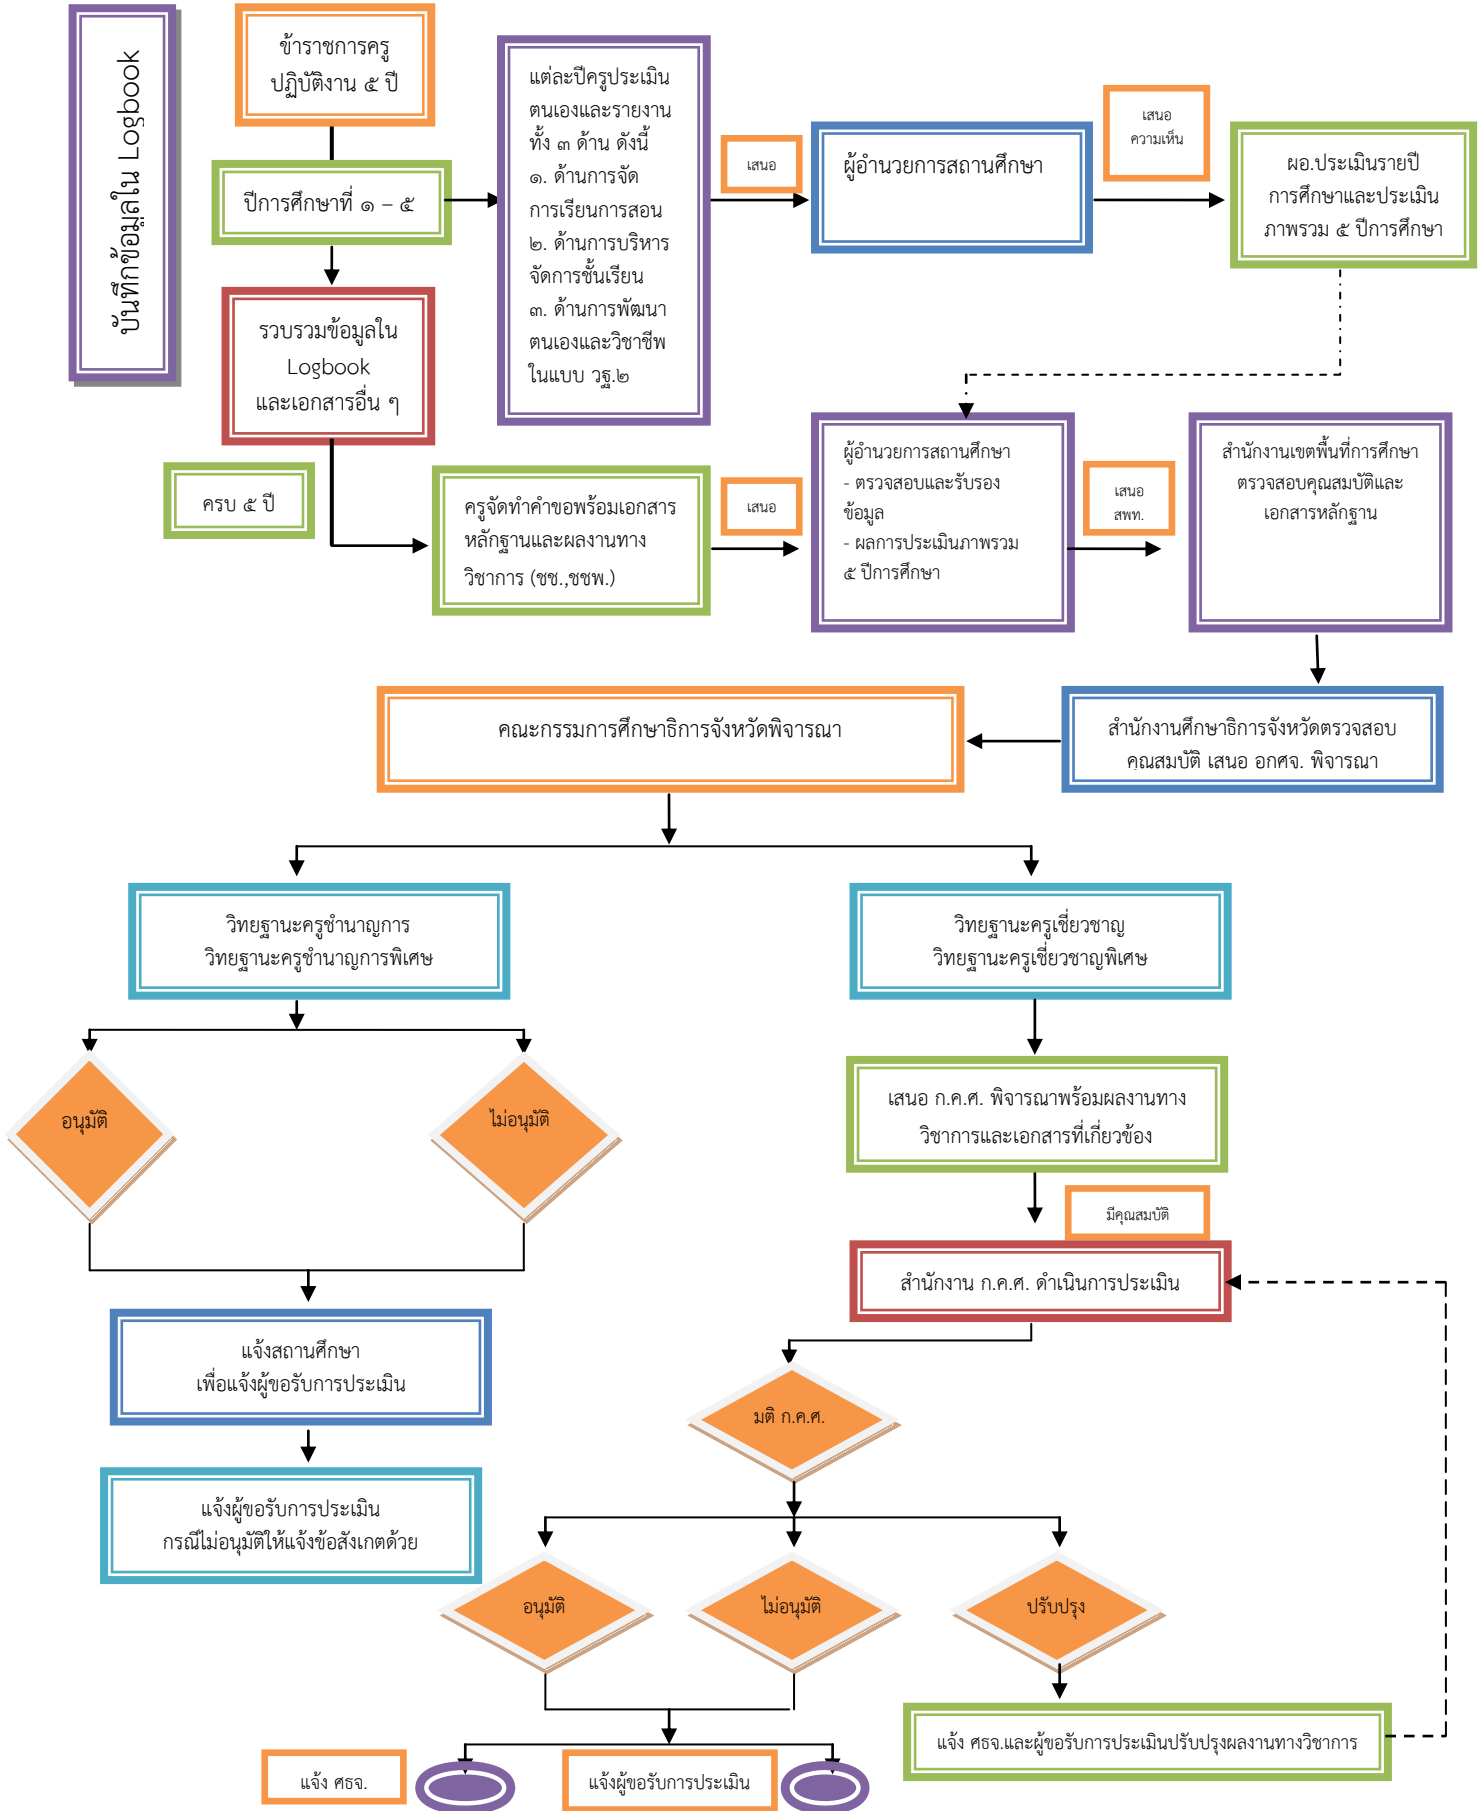 บันทึกข้อมูลใน Logbook
ข้าราชการครู
ปฏิบัติงาน ๕ ปี
ปีการศึกษาที่ ๑ – ๕
รวบรวมข้อมูลใน
Logbook
และเอกสารอื่น ๆ
ครบ ๕ ปี
แต่ละปีครูประเมิน
ตนเองและรายงาน
ทั้ง ๓ ด้าน ดังนี้
๑. ด้านการจัด
การเรียนการสอน
๒. ด้านการบริหาร
จัดการชั้นเรียน
๓. ด้านการพัฒนา
ตนเองและวิชาชีพ
ในแบบ วฐ.๒
เสนอ
ผู้อำนวยการสถานศึกษา
เสนอ
ความเห็น
ผอ.ประเมินรายปี
การศึกษาและประเมิน
ภาพรวม ๕ ปีการศึกษา
ครูจัดทำคำขอพร้อมเอกสาร
หลักฐานและผลงานทาง
วิชาการ (ชช.,ชชพ.)
เสนอ
ผู้อำนวยการสถานศึกษา
- ตรวจสอบและรับรอง
ข้อมูล
- ผลการประเมินภาพรวม
๕ ปีการศึกษา
เสนอ
สพท.
สำนักงานเขตพื้นที่การศึกษา
ตรวจสอบคุณสมบัติและ
เอกสารหลักฐาน
สำนักงานศึกษาธิการจังหวัดตรวจสอบ
คุณสมบัติ เสนอ อกศจ. พิจารณา
คณะกรรมการศึกษาธิการจังหวัดพิจารณา
วิทยฐานะครูชำนาญการ
วิทยฐานะครูชำนาญการพิเศษ
วิทยฐานะครูเชี่ยวชาญ
วิทยฐานะครูเชี่ยวชาญพิเศษ
อนุมัติ
ไม่อนุมัติ
เสนอ ก.ค.ศ. พิจารณาพร้อมผลงานทาง
วิชาการและเอกสารที่เกี่ยวข้อง
มีคุณสมบัติ
สำนักงาน ก.ค.ศ. ดำเนินการประเมิน
แจ้งสถานศึกษา
เพื่อแจ้งผู้ขอรับการประเมิน
มติ ก.ค.ศ.
แจ้งผู้ขอรับการประเมิน
กรณีไม่อนุมัติให้แจ้งข้อสังเกตด้วย
อนุมัติ
ไม่อนุมัติ
ปรับปรุง
แจ้ง ศธจ.และผู้ขอรับการประเมินปรับปรุงผลงานทางวิชาการ
แจ้ง ศธจ.
แจ้งผู้ขอรับการประเมิน